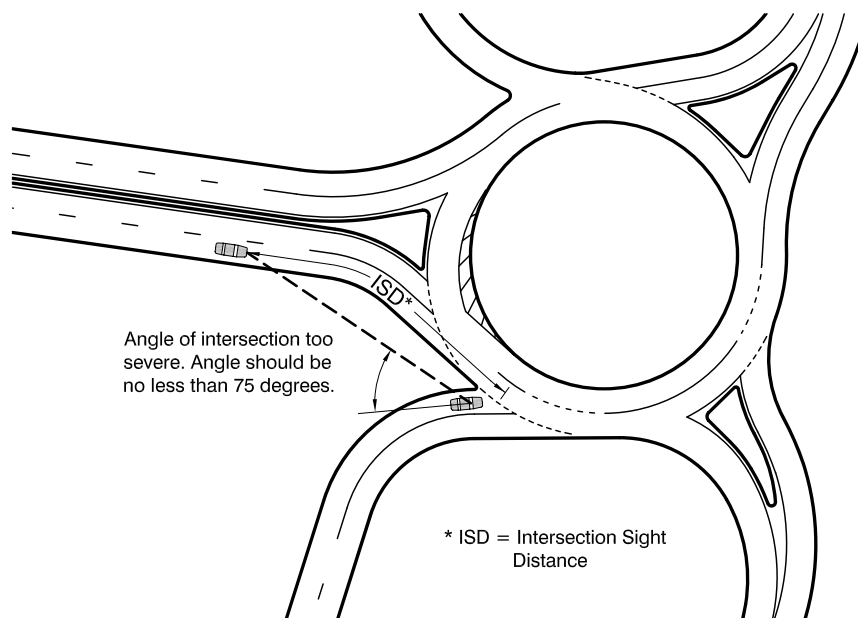 ISD*
Angle of intersection too
severe. Angle should be
no less than 75 degrees.
* ISD = Intersection Sight
Distance